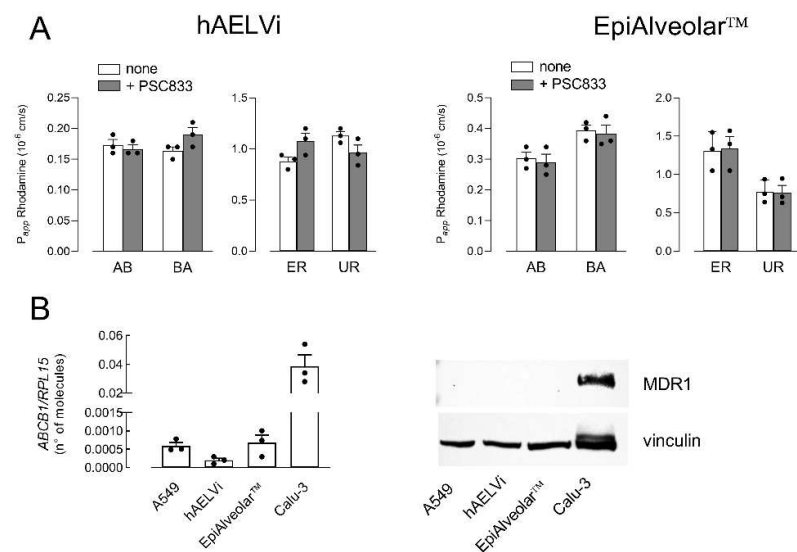 A
hAELVi
EpiAlveolar™
none
+ PSC833
P_app Rhodamine (10⁻⁶ cm/s)
0.25
0.20
0.15
0.10
0.05
0.00
AB
BA
1.5
1.0
0.5
0.0
ER
UR
none
+ PSC833
P_app Rhodamine (10⁻⁶ cm/s)
0.5
0.4
0.3
0.2
0.1
0.0
AB
BA
2.0
1.5
1.0
0.5
0.0
ER
UR
B
ABCB1/RPL15
(n° of molecules)
0.06
0.04
0.02
0.0015
0.0010
0.0005
0.0000
A549
hAELVi
EpiAlveolar™
Calu-3
MDR1
vinculin
A549
hAELVi
EpiAlveolar™
Calu-3